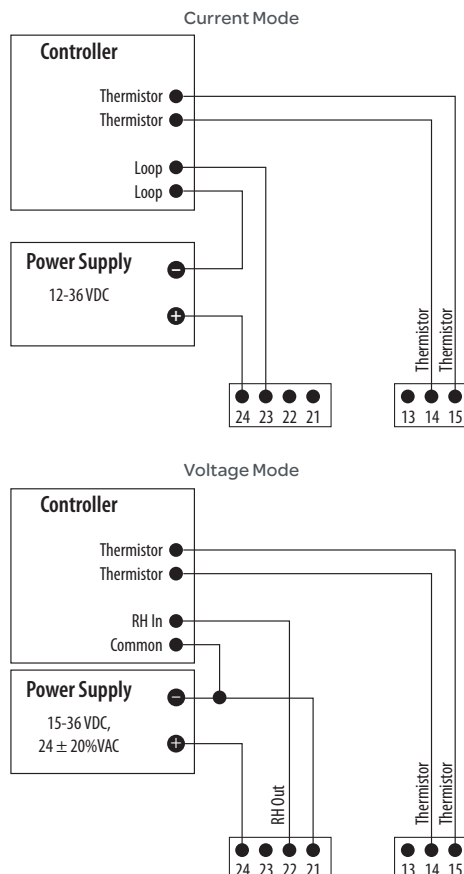 Current Mode
Controller
Thermistor
Thermistor
Loop
Loop
Power Supply
−
12-36 VDC
+
Thermistor
Thermistor
24 23 22 21
13 14 15
Voltage Mode
Controller
Thermistor
Thermistor
RH In
Common
Power Supply
−
15-36 VDC,
24 ± 20%VAC
+
RH Out
Thermistor
Thermistor
24 23 22 21
13 14 15